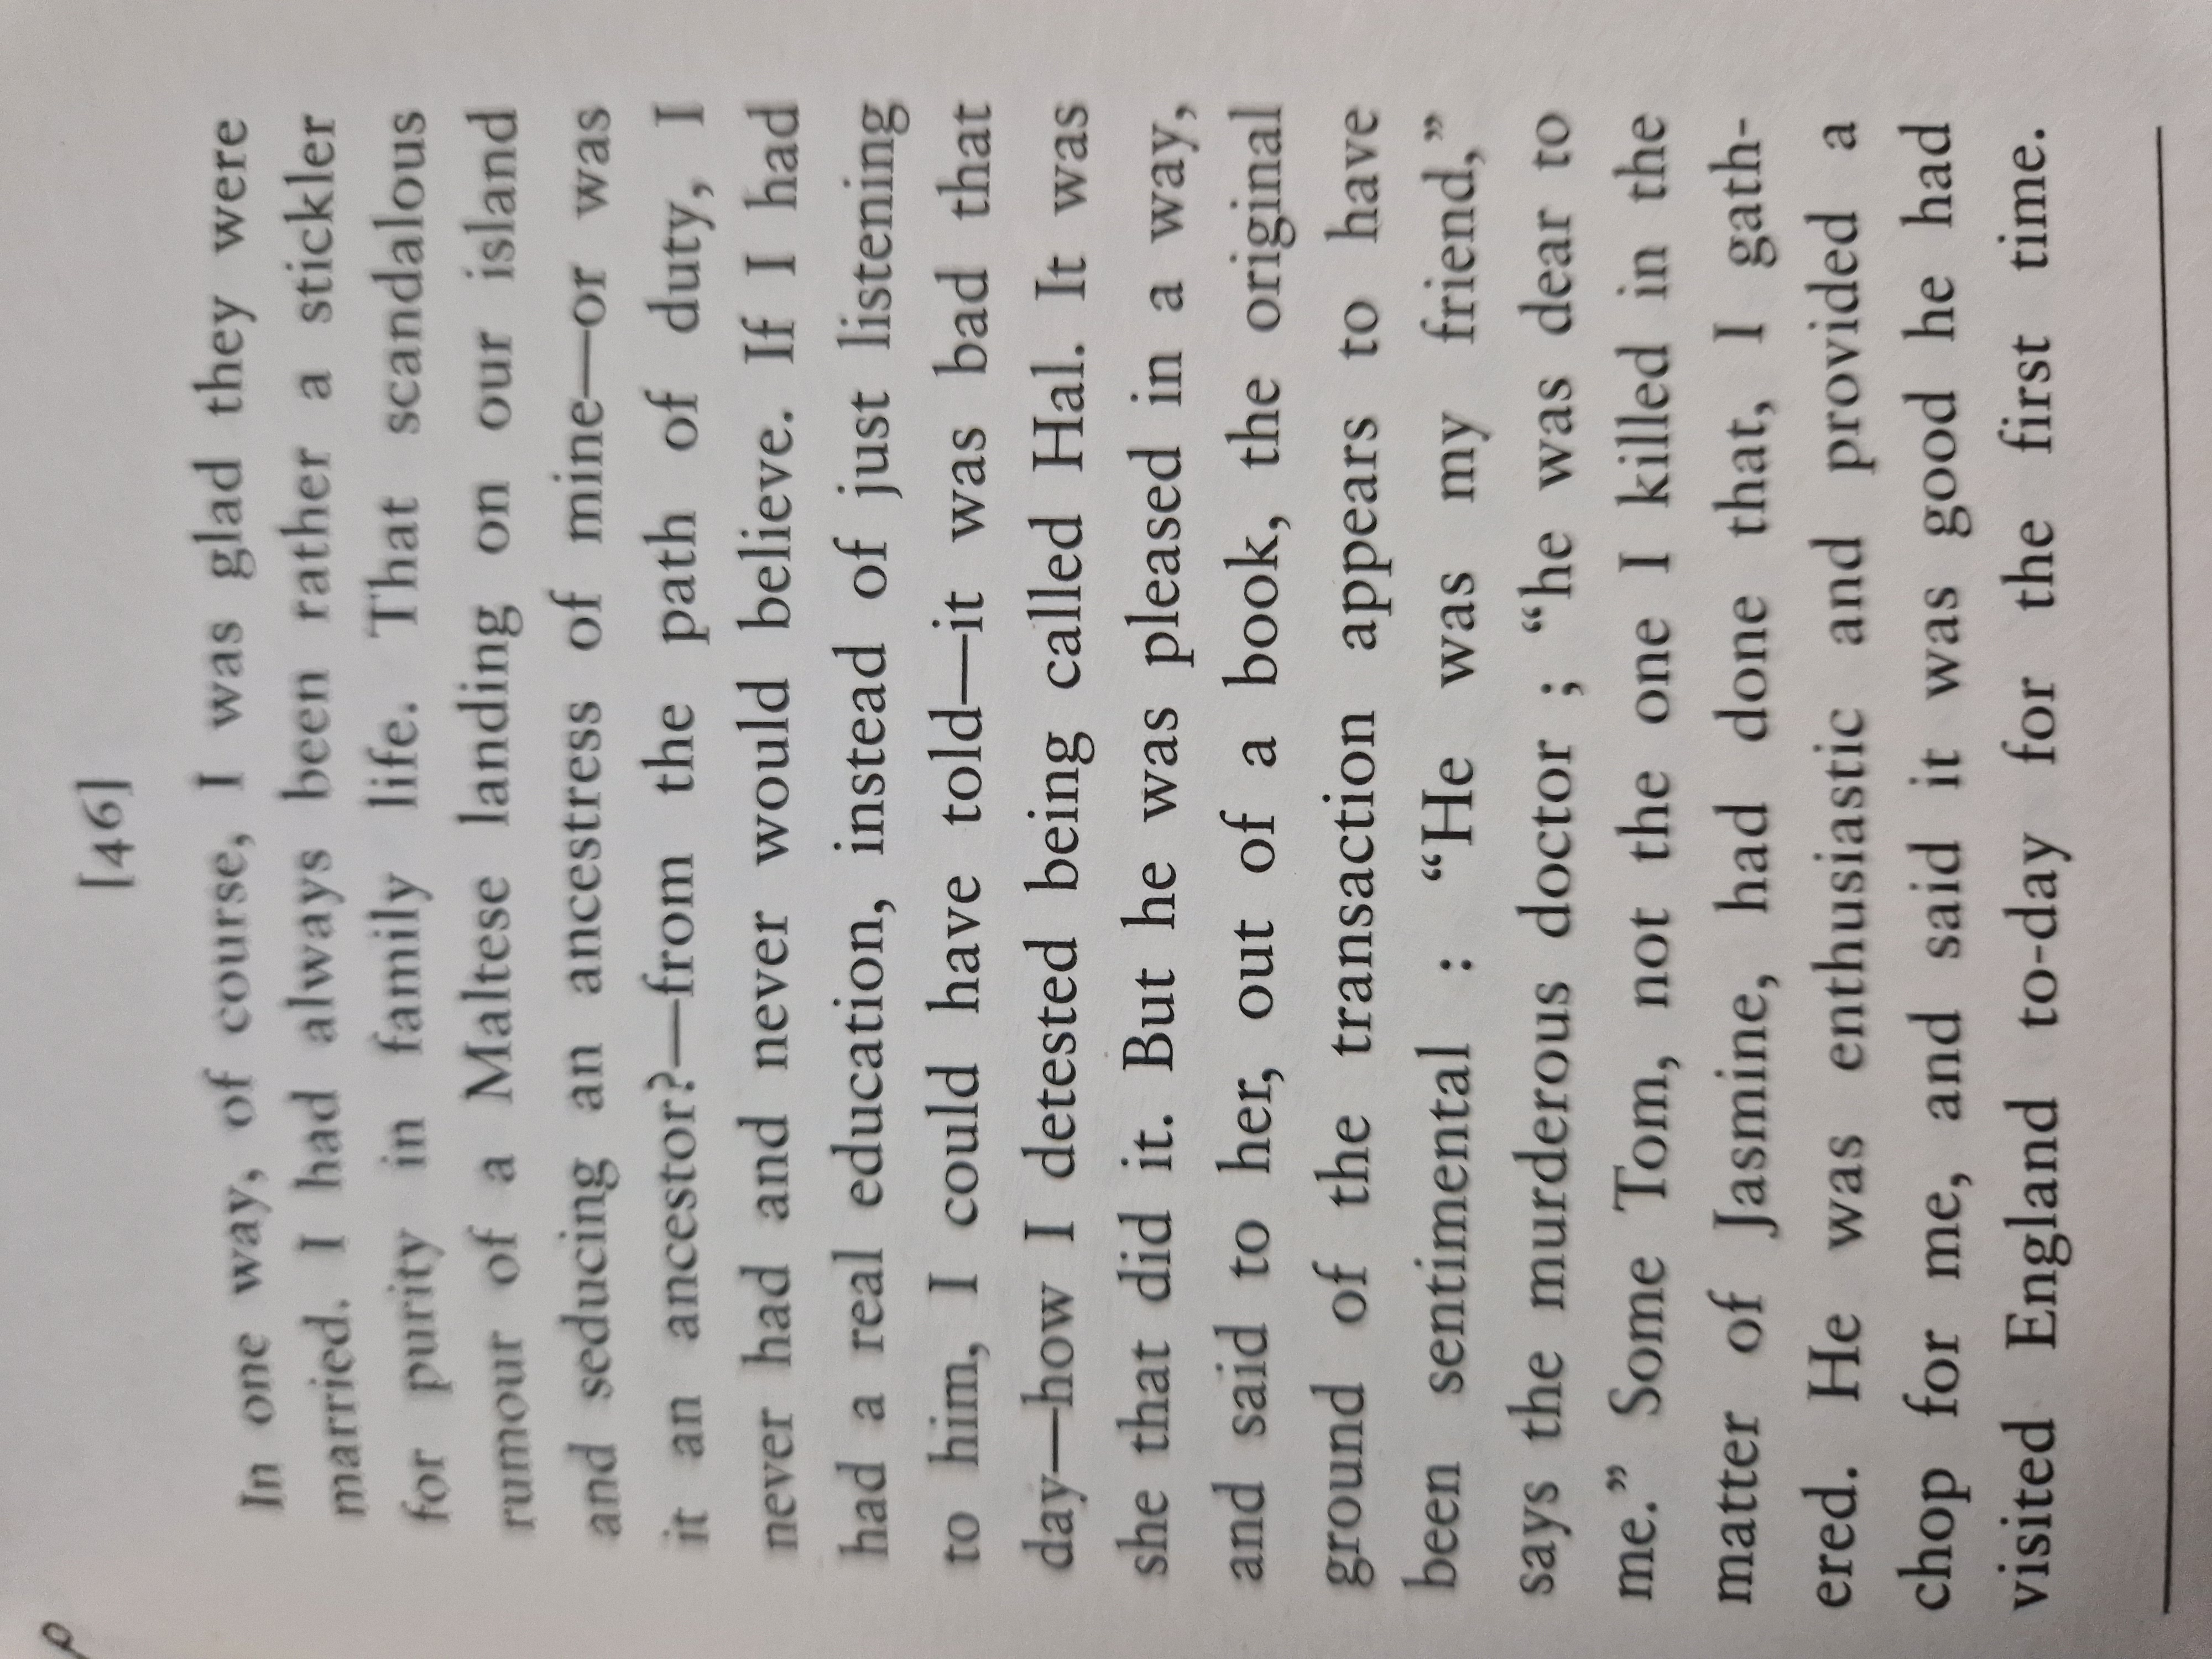 [46]
In one way, of course, I was glad they were
married. I had always been rather a stickler
for purity in family life. That scandalous
rumour of a Maltese landing on our island
and seducing an ancestress of mine—or was
it an ancestor?—from the path of duty, I
never had and never would believe. If I had
had a real education, instead of just listening
to him, I could have told—it was bad that
day—how I detested being called Hal. It was
she that did it. But he was pleased in a way,
and said to her, out of a book, the original
ground of the transaction appears to have
been sentimental : “He was my friend,”
says the murderous doctor ; “he was dear to
me.” Some Tom, not the one I killed in the
matter of Jasmine, had done that, I gath-
ered. He was enthusiastic and provided a
chop for me, and said it was good he had
visited England to-day for the first time.